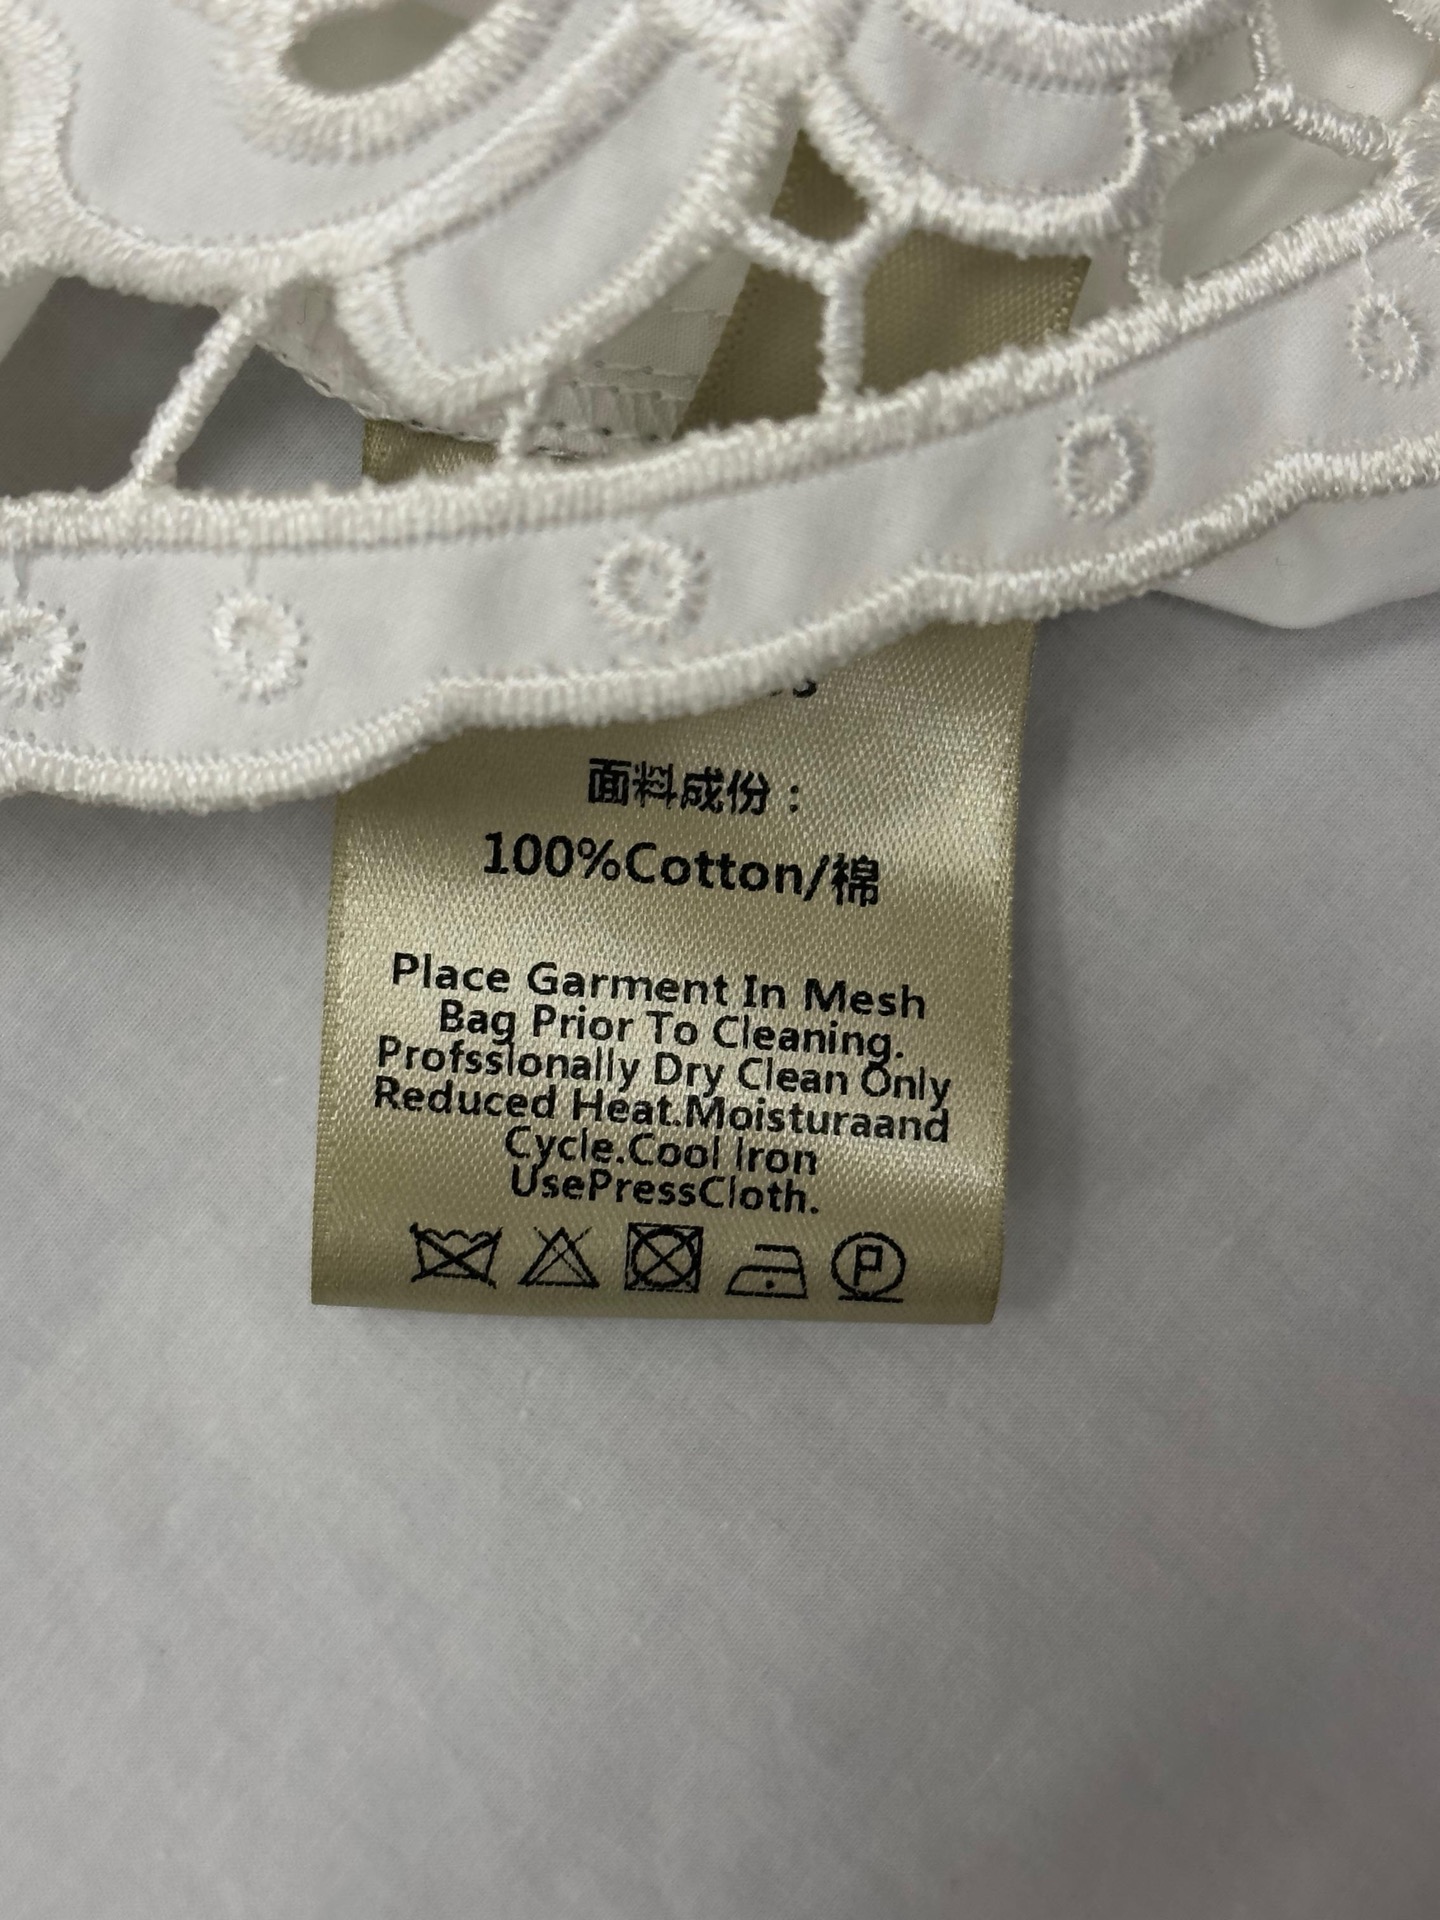 面料成份：
100%Cotton/棉
Place Garment In Mesh
Bag Prior To Cleaning.
Profsslonally Dry Clean Only
Reduced Heat.Moisturaand
Cycle.Cool Iron
UsePressCloth.
P